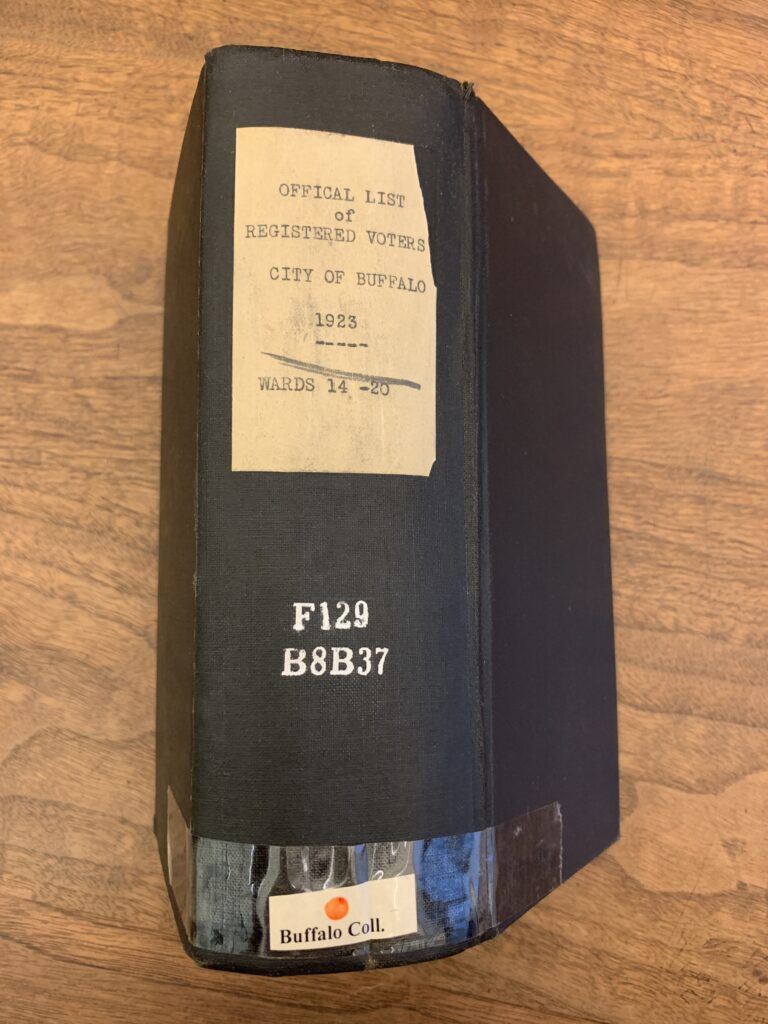 OFFICAL LIST
of
REGISTERED VOTERS
CITY OF BUFFALO
1923
-----
WARDS 14 -20
F129
B8B37
Buffalo Coll.